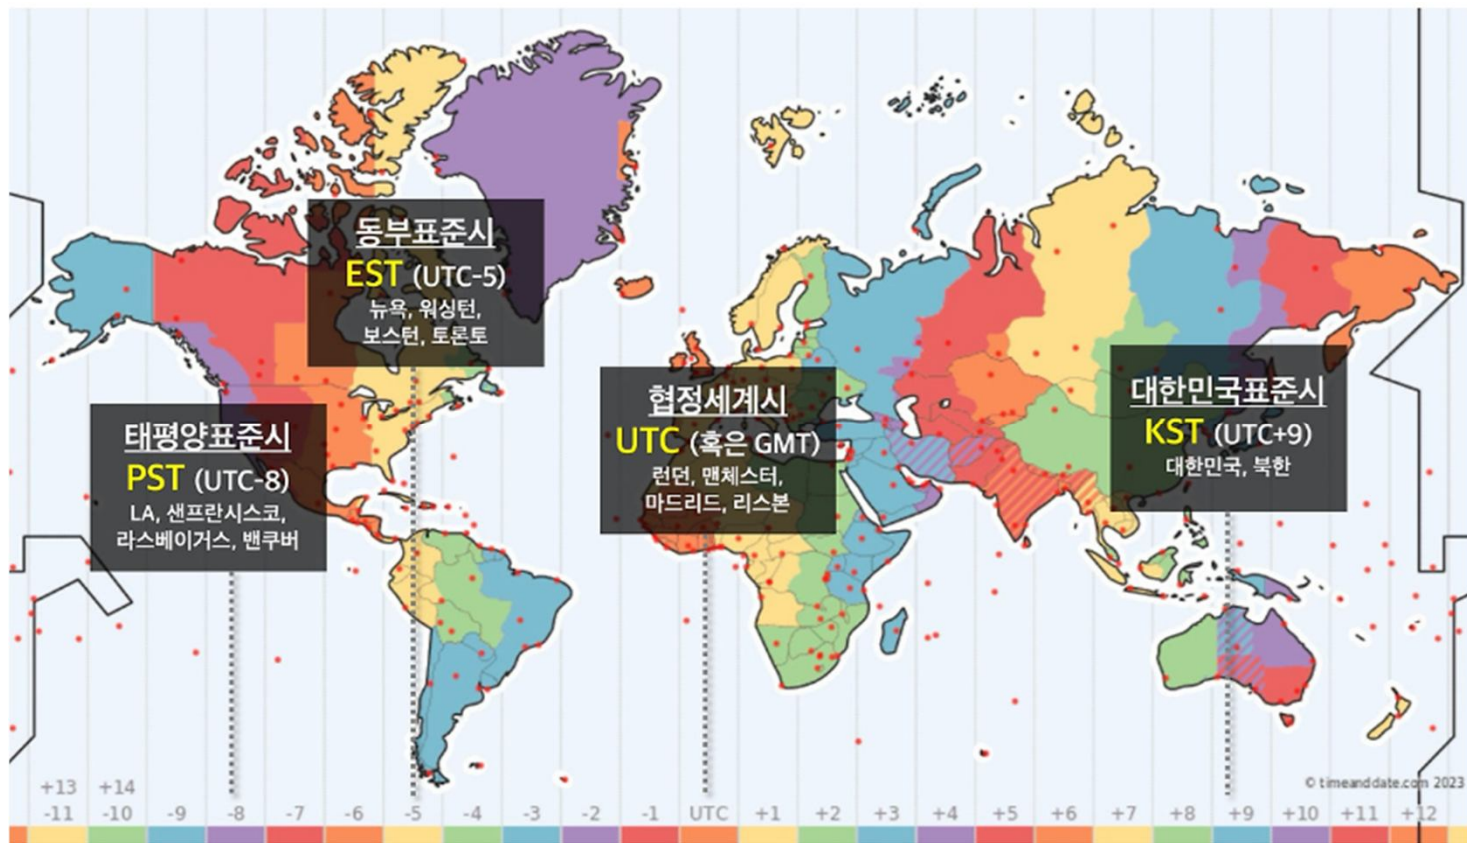 동부표준시
EST (UTC-5)
뉴욕, 워싱턴,
보스턴, 토론토
태평양표준시
PST (UTC-8)
LA, 샌프란시스코,
라스베이거스, 밴쿠버
협정세계시
UTC (혹은 GMT)
런던, 맨체스터,
마드리드, 리스본
대한민국표준시
KST (UTC+9)
대한민국, 북한
© timeanddate.com 2023
+13 +14
-11 -10 -9 -8 -7 -6 -5 -4 -3 -2 -1 UTC +1 +2 +3 +4 +5 +6 +7 +8 +9 +10 +11 +12